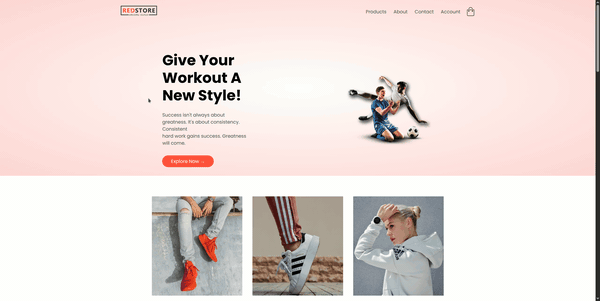 REDSTORE
Products About Contact Account
Give Your
Workout A
New Style!
Success isn't always about
greatness. It's about consistency.
Consistent
hard work gains success. Greatness
will come.
Explore Now →